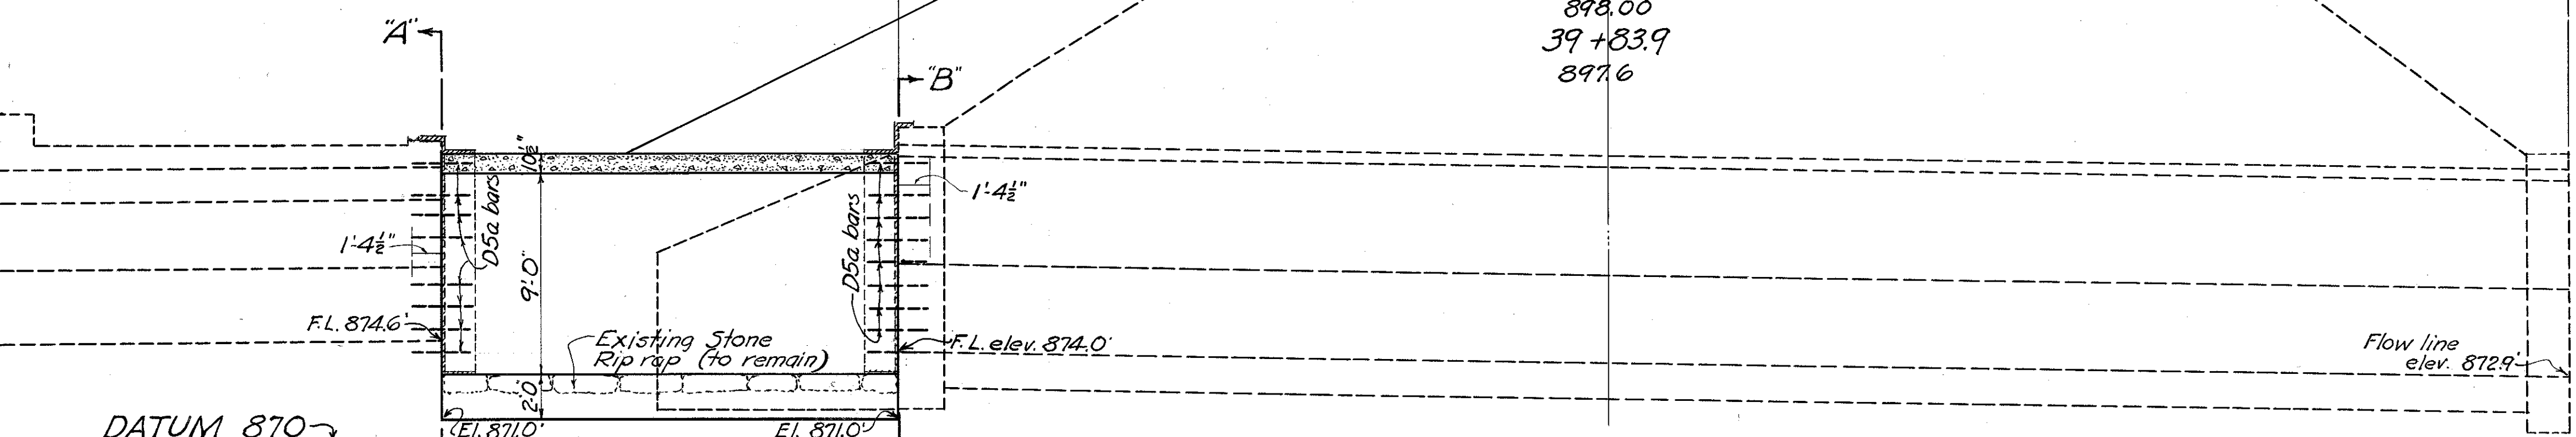 898.00
39+83.9
897.6
"A"
"B"
10½"
D5a bars
1'-4½"
9'-0"
D5a bars
1'-4½"
F.L. 874.6'
Existing Stone
Rip rap (to remain)
F.L. elev. 874.0'
Flow line
elev. 872.9'
2'-0"
DATUM 870
El. 871.0'
El. 871.0'